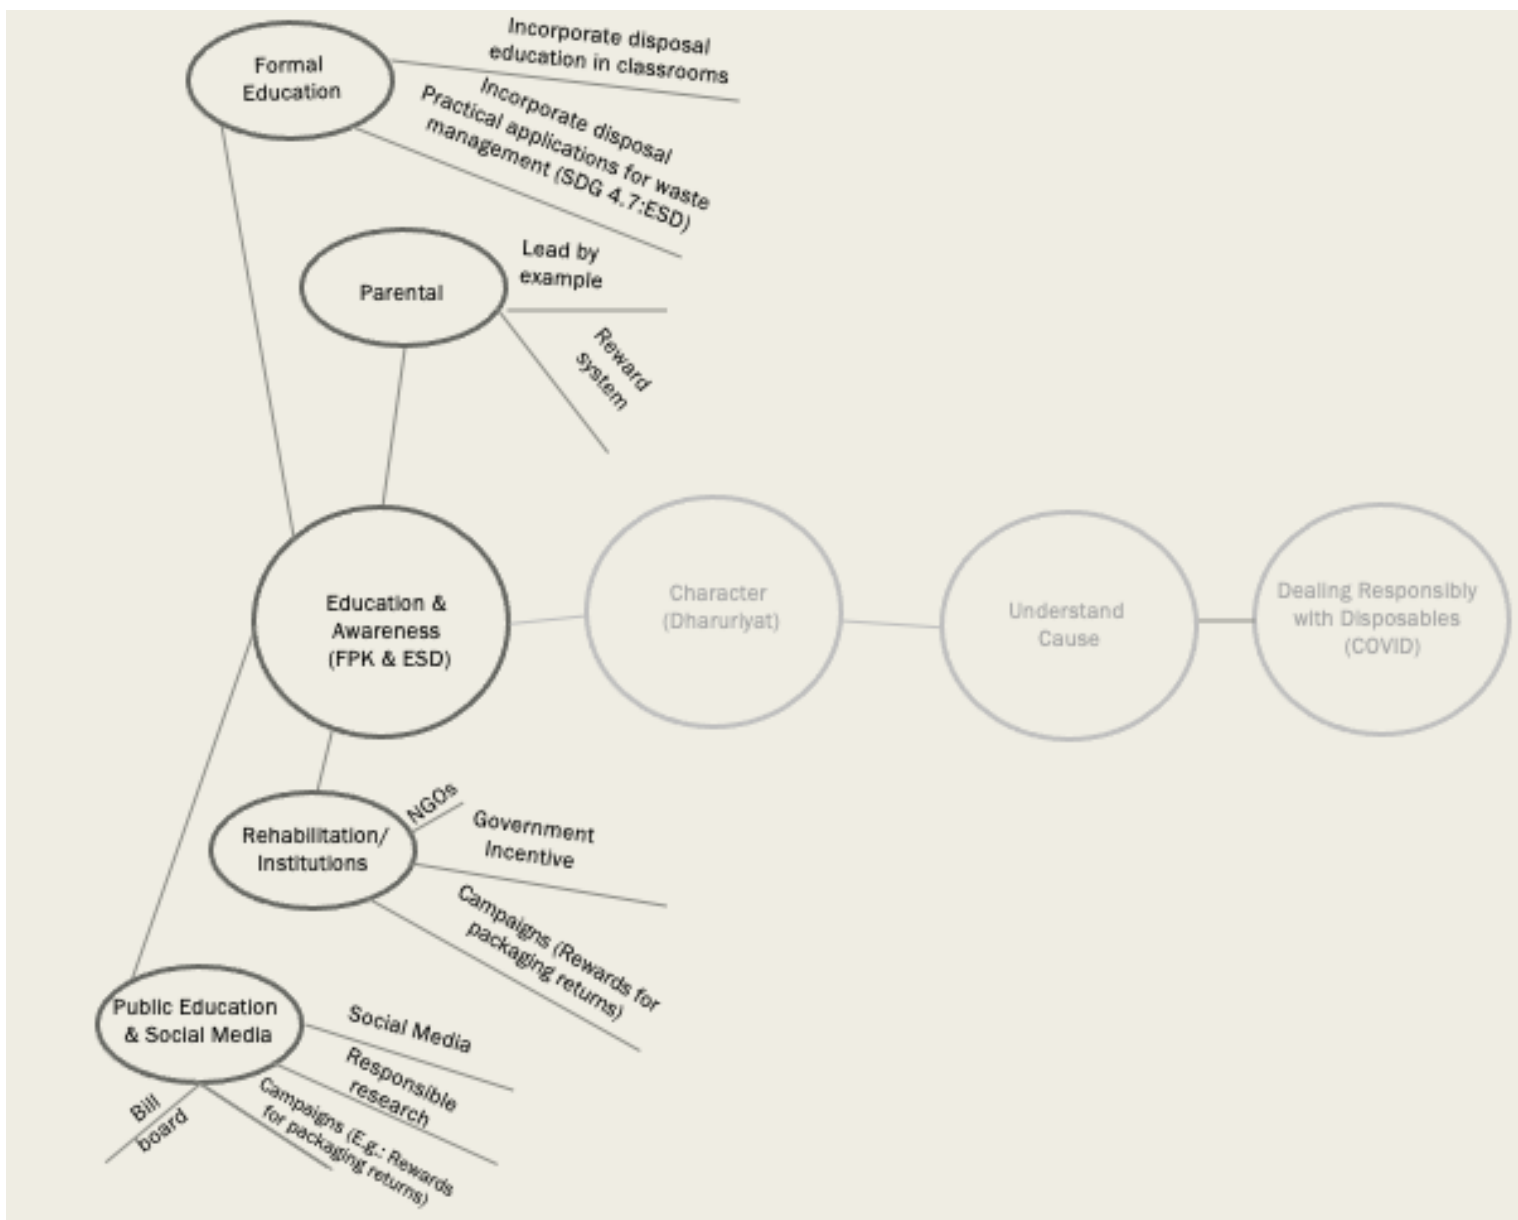 Formal
Education
Incorporate disposal
education in classrooms
Incorporate disposal
Practical applications for waste
management (SDG 4.7:ESD)
Parental
Lead by
example
Reward
system
Education &
Awareness
(FPK & ESD)
Character
(Dharuriyat)
Understand
Cause
Dealing Responsibly
with Disposables
(COVID)
Rehabilitation/
Institutions
NGOs
Government
Incentive
Campaigns (Rewards for
packaging returns)
Public Education
& Social Media
Social Media
Responsible
research
Campaigns (E.g.: Rewards
for packaging returns)
Bill
board